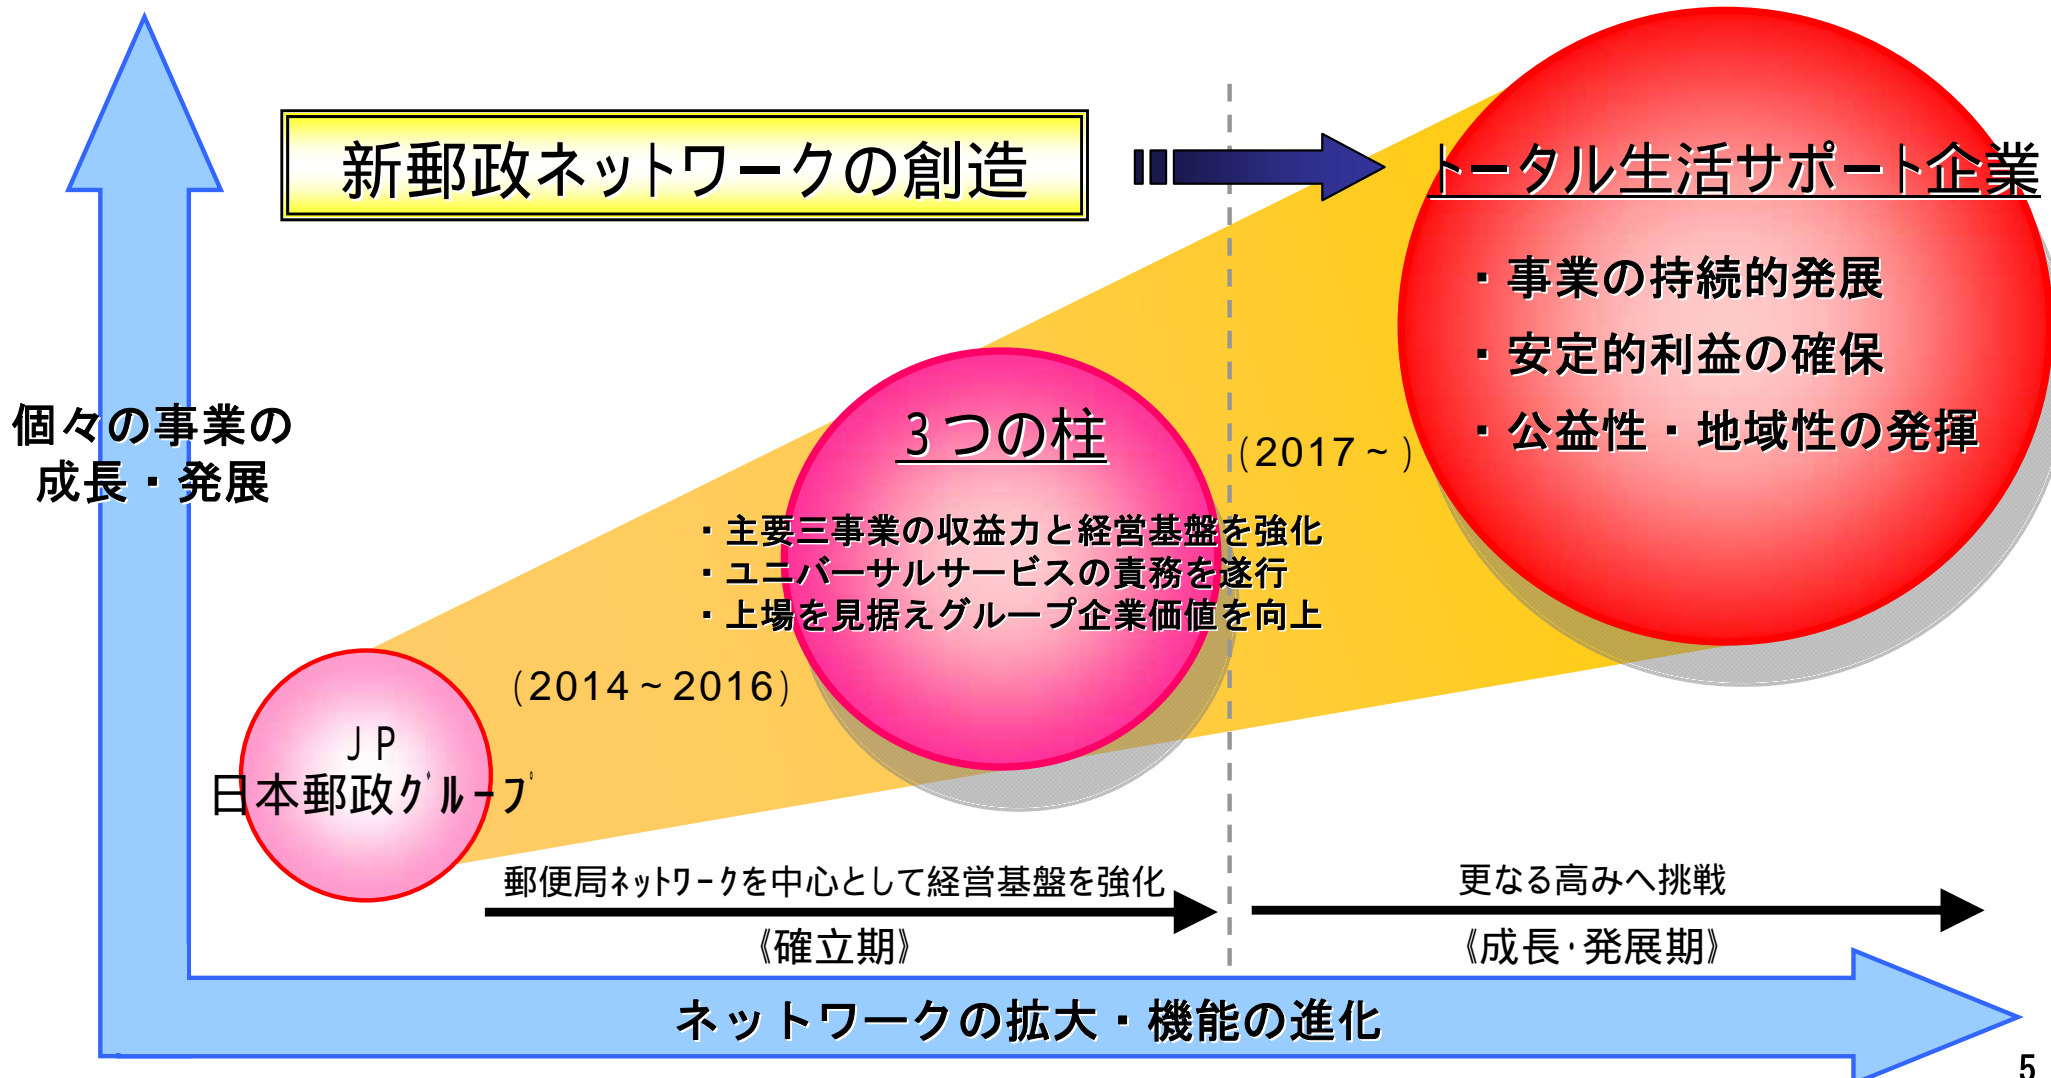 新郵政ネットワークの創造
トータル生活サポート企業
・事業の持続的発展
・安定的利益の確保
・公益性・地域性の発揮
個々の事業の
成長・発展
3つの柱
(2017~ )
・主要三事業の収益力と経営基盤を強化
・ユニバーサルサービスの責務を遂行
・上場を見据えグループ企業価値を向上
(2014~2016)
JP
日本郵政グループ
郵便局ネットワークを中心として経営基盤を強化
更なる高みへ挑戦
《確立期》
《成長・発展期》
ネットワークの拡大・機能の進化
5